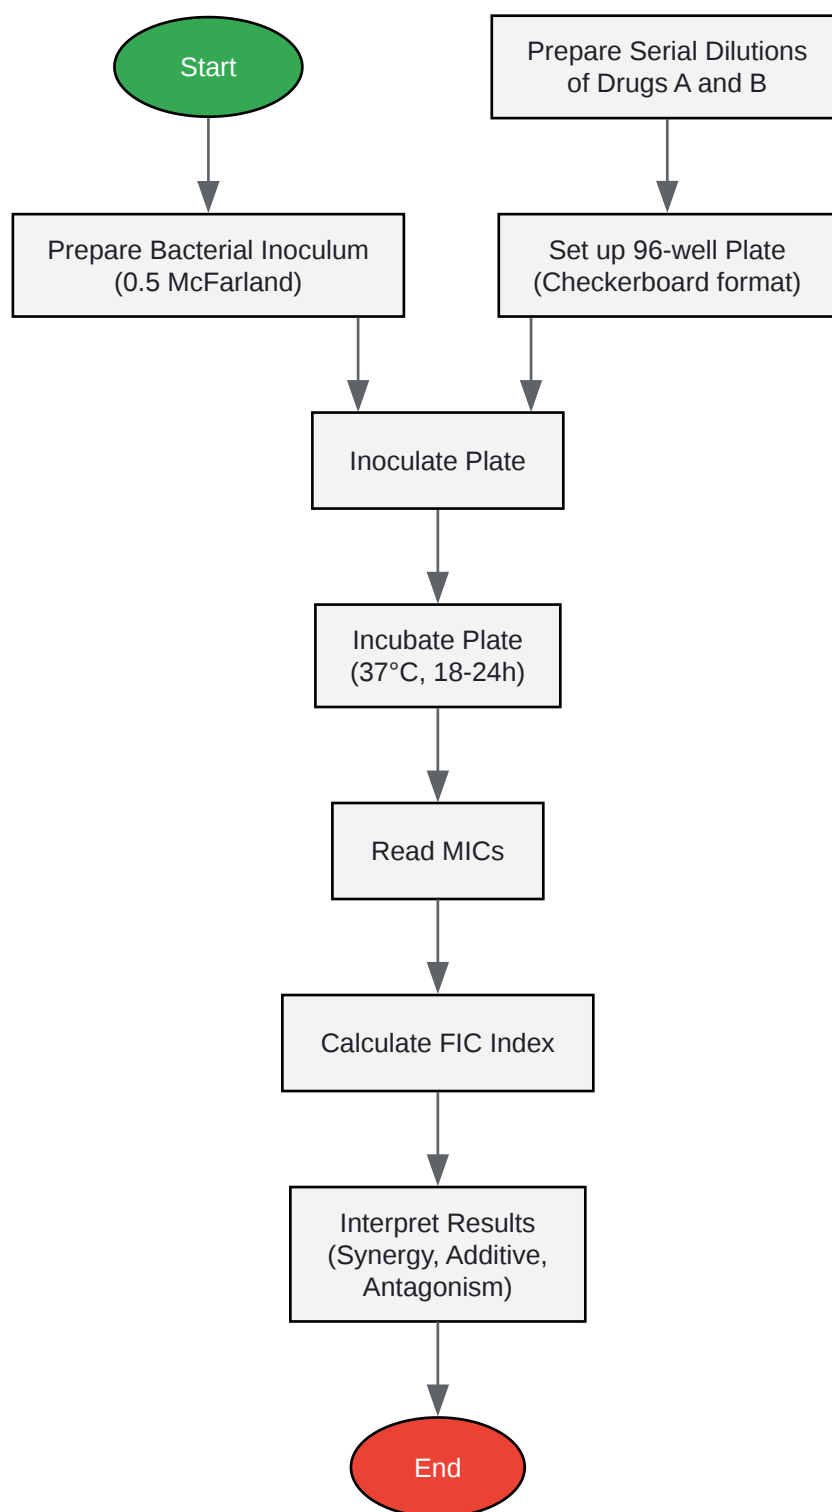 Start
Prepare Serial Dilutions
of Drugs A and B
Prepare Bacterial Inoculum
(0.5 McFarland)
Set up 96-well Plate
(Checkerboard format)
Inoculate Plate
Incubate Plate
(37°C, 18-24h)
Read MICs
Calculate FIC Index
Interpret Results
(Synergy, Additive,
Antagonism)
End